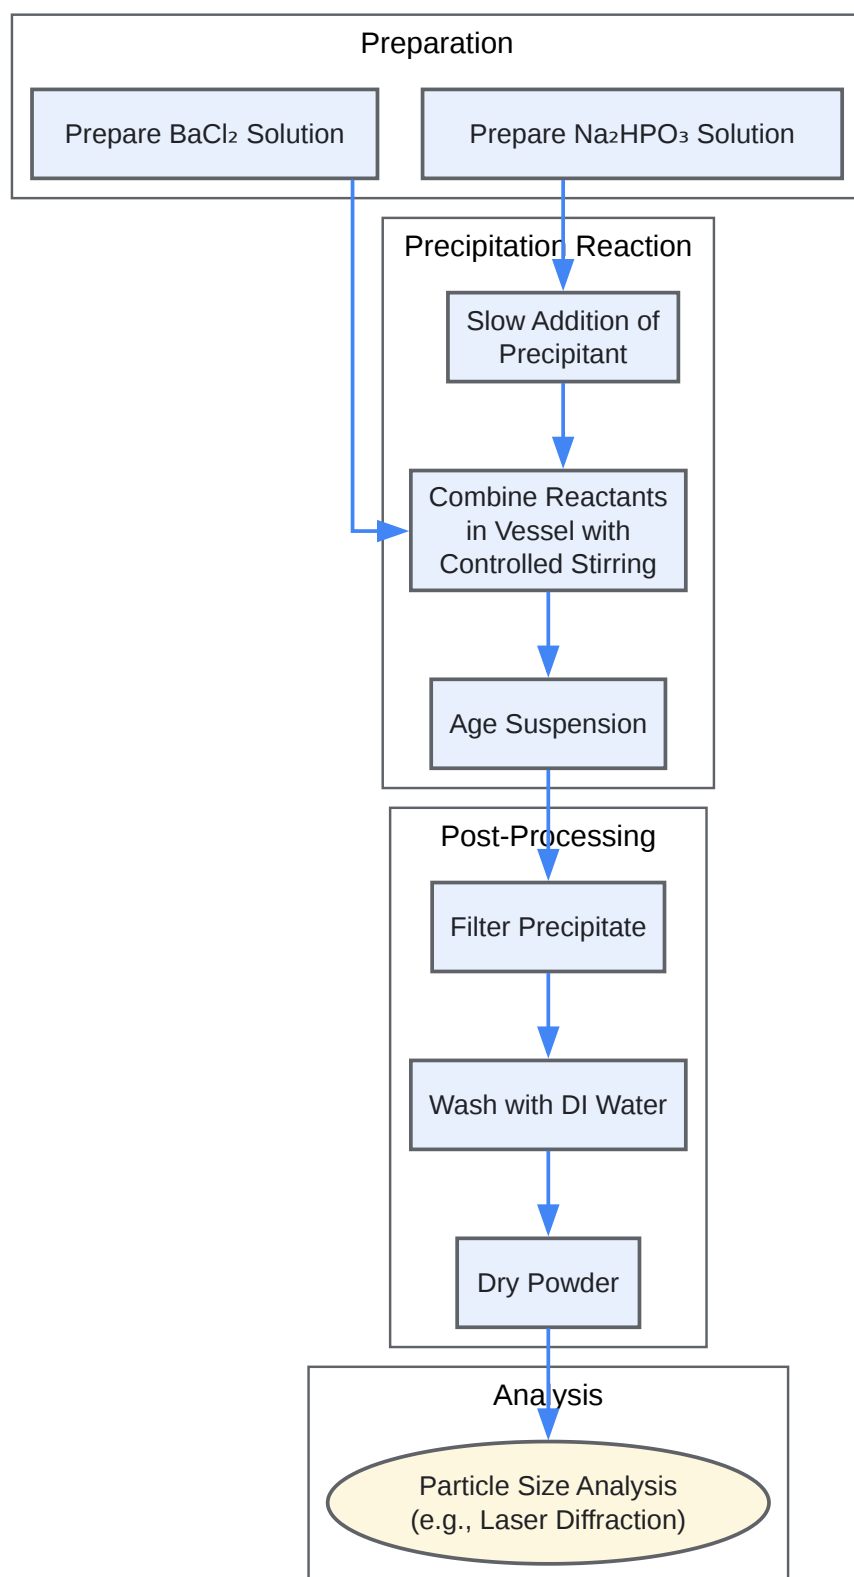 Preparation
Prepare BaCl₂ Solution
Prepare Na₂HPO₃ Solution
Precipitation Reaction
Slow Addition of
Precipitant
Combine Reactants
in Vessel with
Controlled Stirring
Age Suspension
Post-Processing
Filter Precipitate
Wash with DI Water
Dry Powder
Analysis
Particle Size Analysis
(e.g., Laser Diffraction)